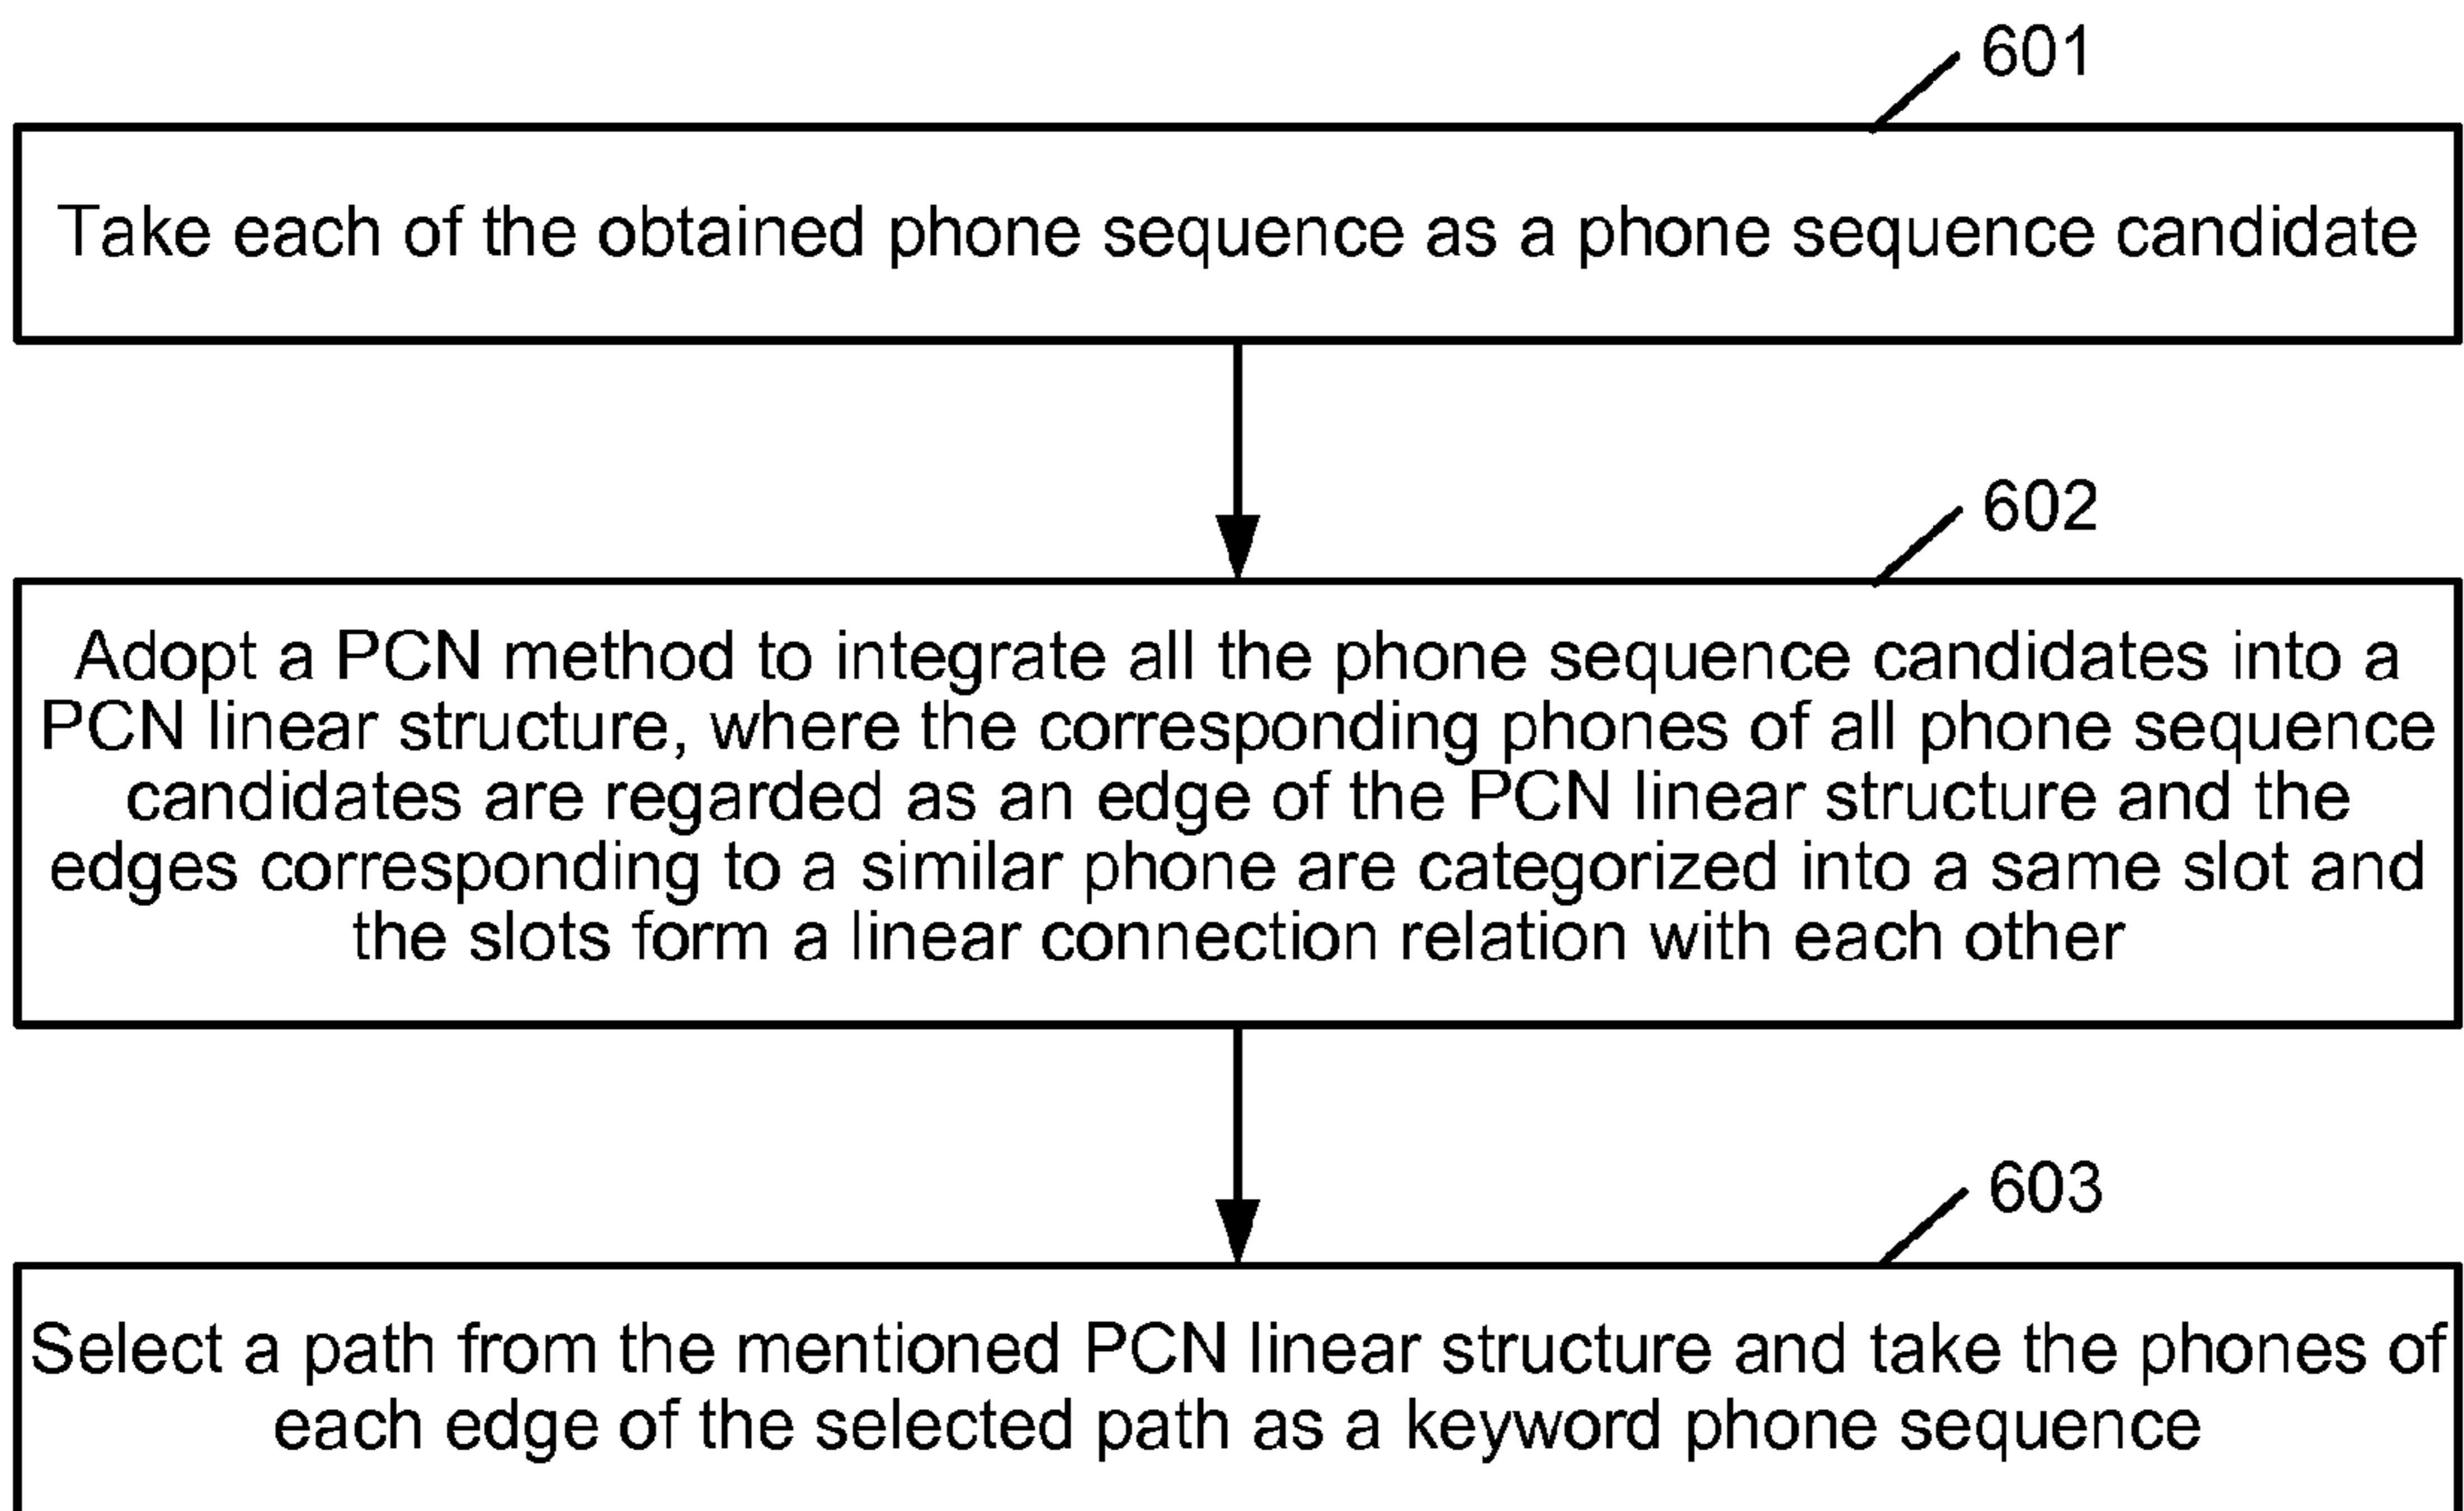 601
Take each of the obtained phone sequence as a phone sequence candidate
602
Adopt a PCN method to integrate all the phone sequence candidates into a
PCN linear structure, where the corresponding phones of all phone sequence
candidates are regarded as an edge of the PCN linear structure and the
edges corresponding to a similar phone are categorized into a same slot and
the slots form a linear connection relation with each other
603
Select a path from the mentioned PCN linear structure and take the phones of
each edge of the selected path as a keyword phone sequence